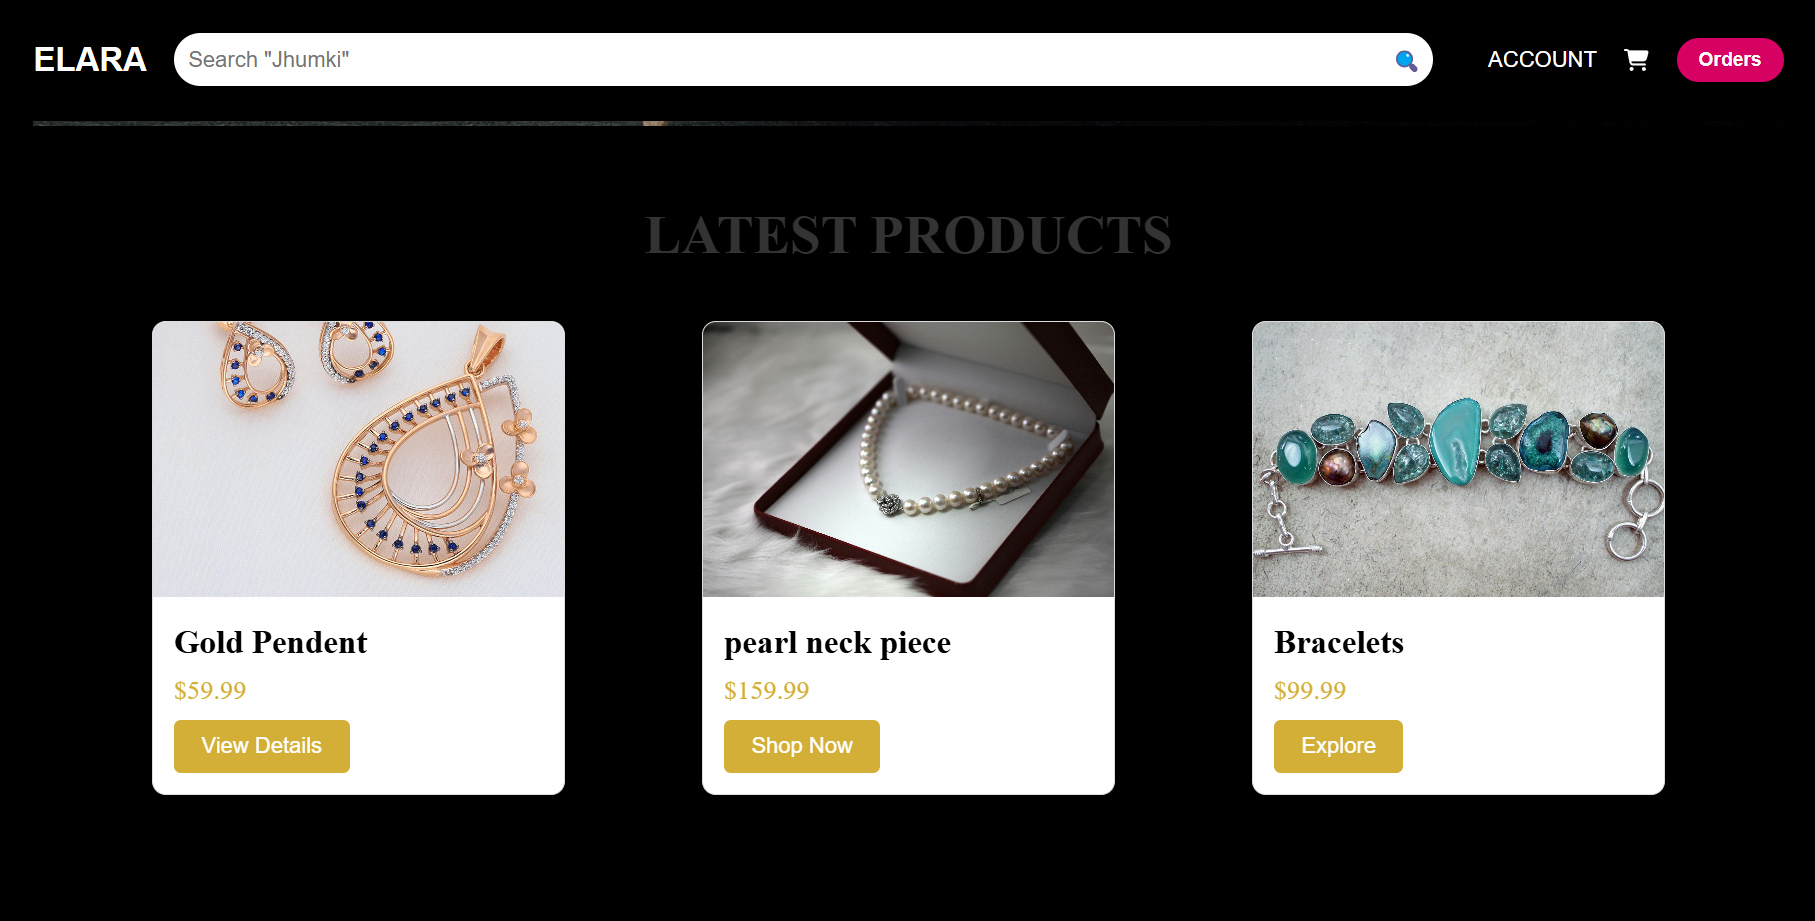 ELARA
Search "Jhumki"
ACCOUNT
Orders
LATEST PRODUCTS
Gold Pendent
$59.99
View Details
pearl neck piece
$159.99
Shop Now
Bracelets
$99.99
Explore